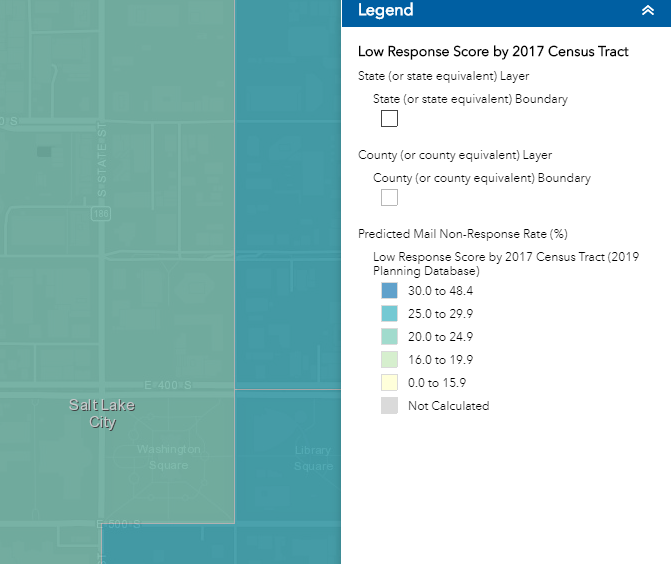 Legend
Low Response Score by 2017 Census Tract
State (or state equivalent) Layer
State (or state equivalent) Boundary
County (or county equivalent) Layer
County (or county equivalent) Boundary
Predicted Mail Non-Response Rate (%)
Low Response Score by 2017 Census Tract (2019
Planning Database)
30.0 to 48.4
25.0 to 29.9
20.0 to 24.9
16.0 to 19.9
0.0 to 15.9
Not Calculated
S STATE ST
E 400 S
Salt Lake
City
Washington
Square
Library
Square
E 500 S